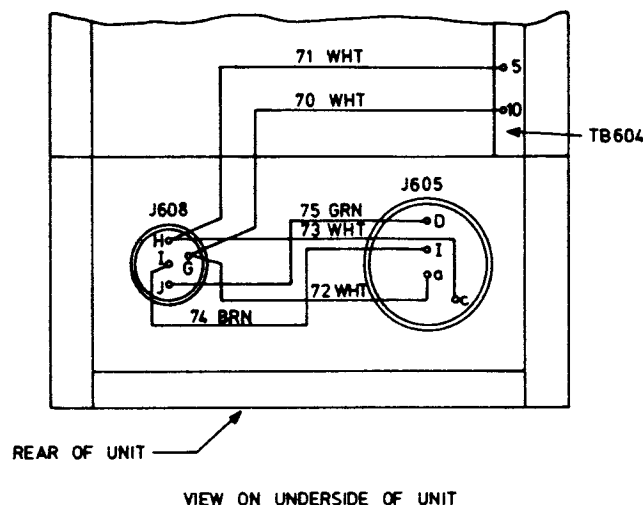 71 WHT
5
70 WHT
10
TB604
J605
J608
75 GRN
D
73 WHT
H
I
I
G
a
J
72 WHT
c
74 BRN
REAR OF UNIT
VIEW ON UNDERSIDE OF UNIT